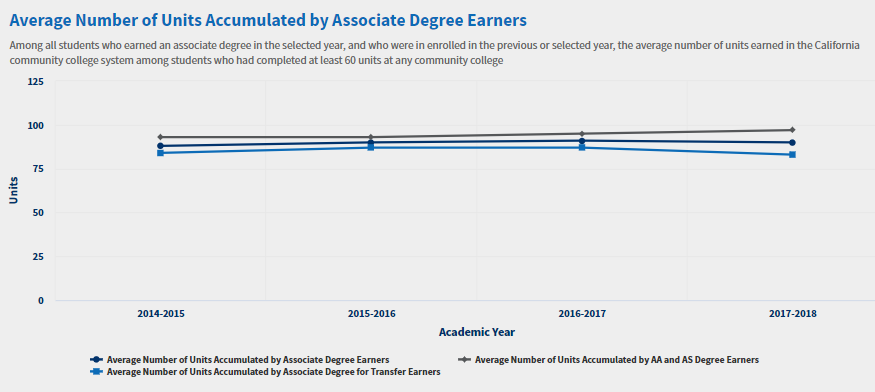 Average Number of Units Accumulated by Associate Degree Earners
Among all students who earned an associate degree in the selected year, and who were in enrolled in the previous or selected year, the average number of units earned in the California
community college system among students who had completed at least 60 units at any community college
125
100
75
50
25
0
Units
2014-2015 2015-2016 2016-2017 2017-2018
Academic Year
Average Number of Units Accumulated by Associate Degree Earners Average Number of Units Accumulated by AA and AS Degree Earners
Average Number of Units Accumulated by Associate Degree for Transfer Earners